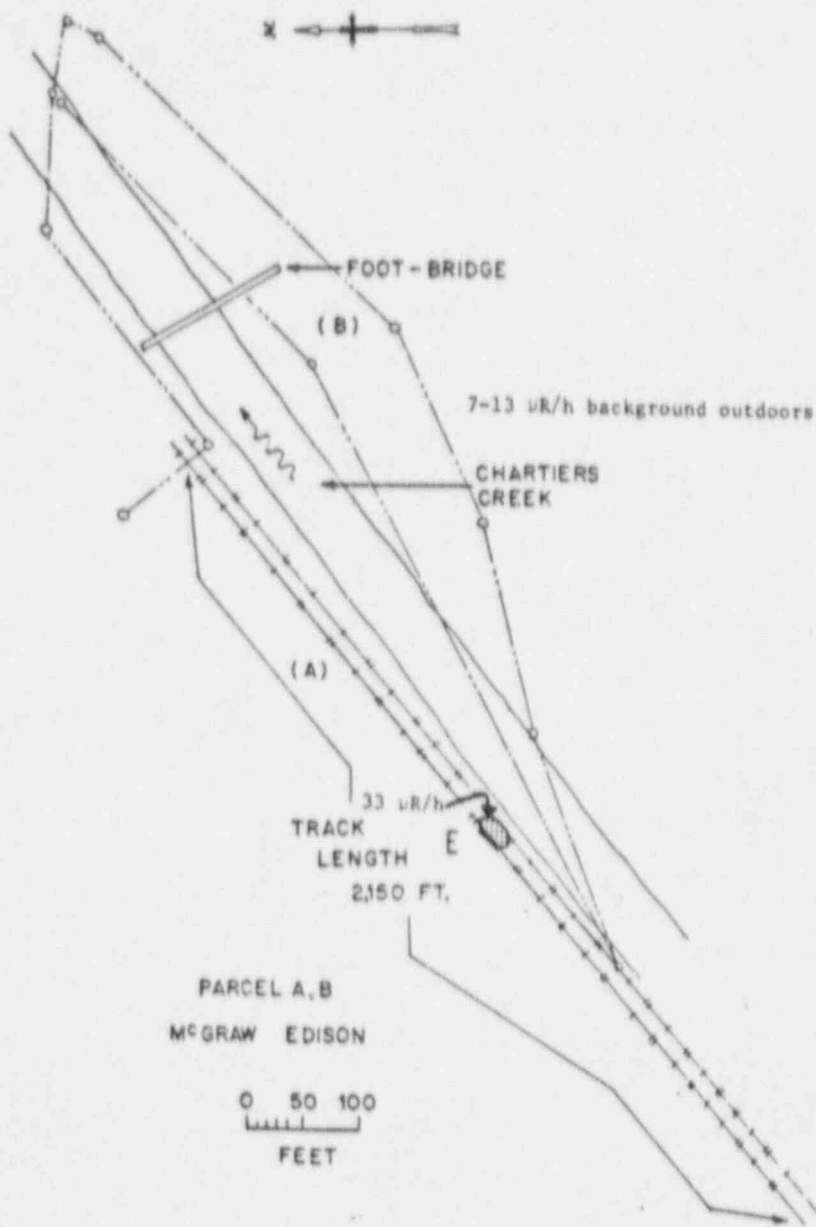 FOOT-BRIDGE
(B)
7-13 µR/h background outdoors
CHARTIERS
CREEK
(A)
33 µR/h
TRACK
LENGTH
2,150 FT.
E
PARCEL A,B
McGRAW EDISON
0 50 100
FEET